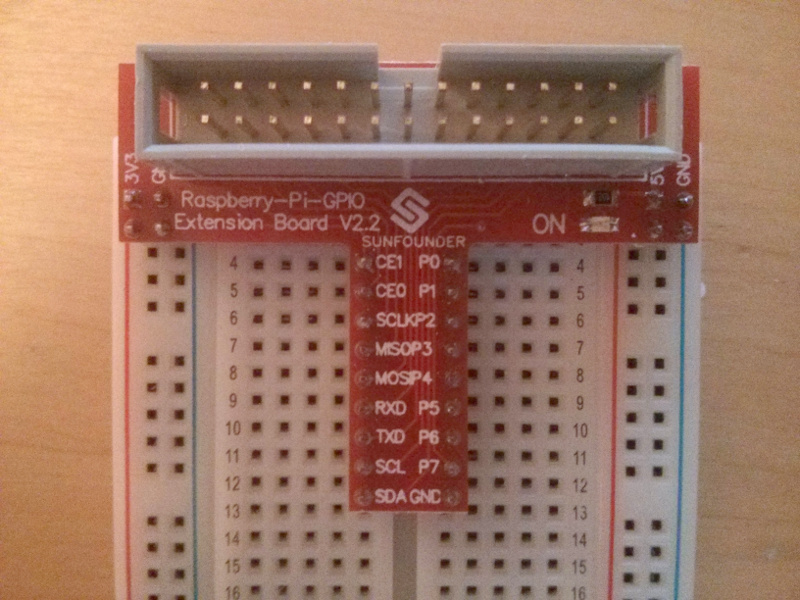 3V3 GND
5V GND
Raspberry-Pi-GPIO
Extension Board V2.2
ON
SUNFOUNDER
4 CE1 P0 4
5 CE0 P1 5
6 SCLK P2 6
7 MISO P3 7
8 MOSI P4 8
9 RXD P5 9
10 TXD P6 10
11 SCL P7 11
12 SDA GND 12
13 13
14 14
15 15
16 16